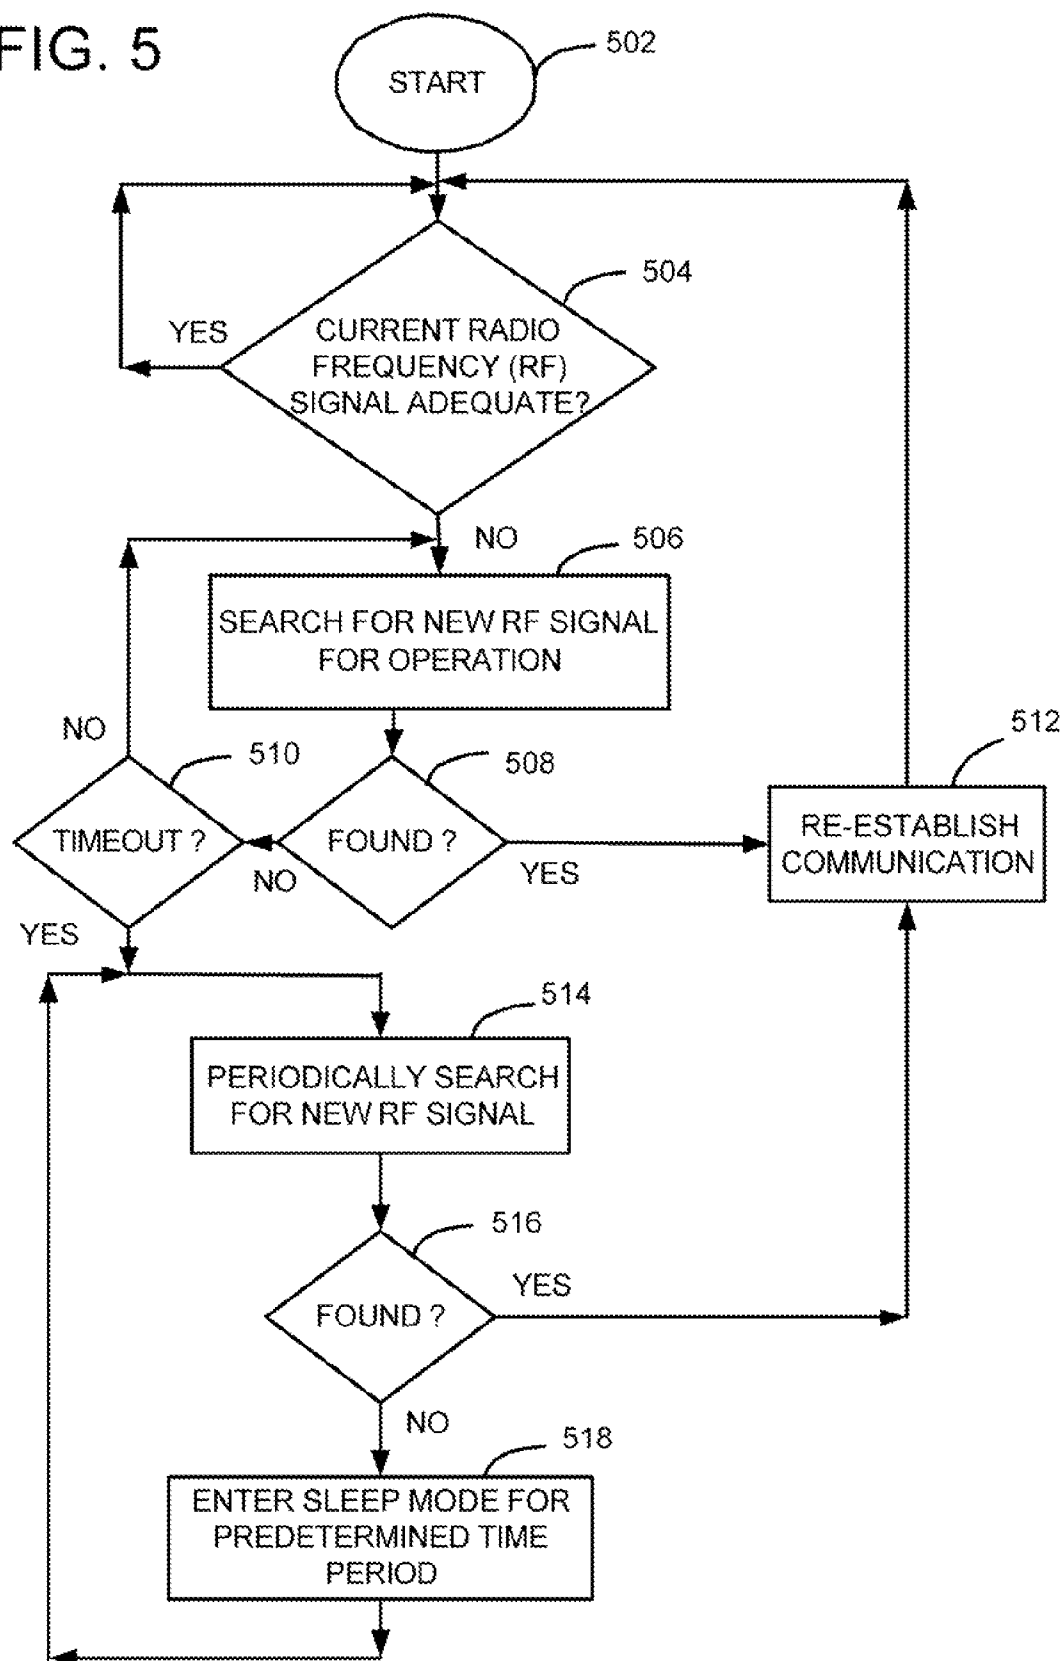 FIG. 5
502
START
504
YES
CURRENT RADIO
FREQUENCY (RF)
SIGNAL ADEQUATE?
NO
506
SEARCH FOR NEW RF SIGNAL
FOR OPERATION
NO
510
508
512
TIMEOUT ?
NO
FOUND ?
YES
RE-ESTABLISH
COMMUNICATION
YES
514
PERIODICALLY SEARCH
FOR NEW RF SIGNAL
516
YES
FOUND ?
NO
518
ENTER SLEEP MODE FOR
PREDETERMINED TIME
PERIOD